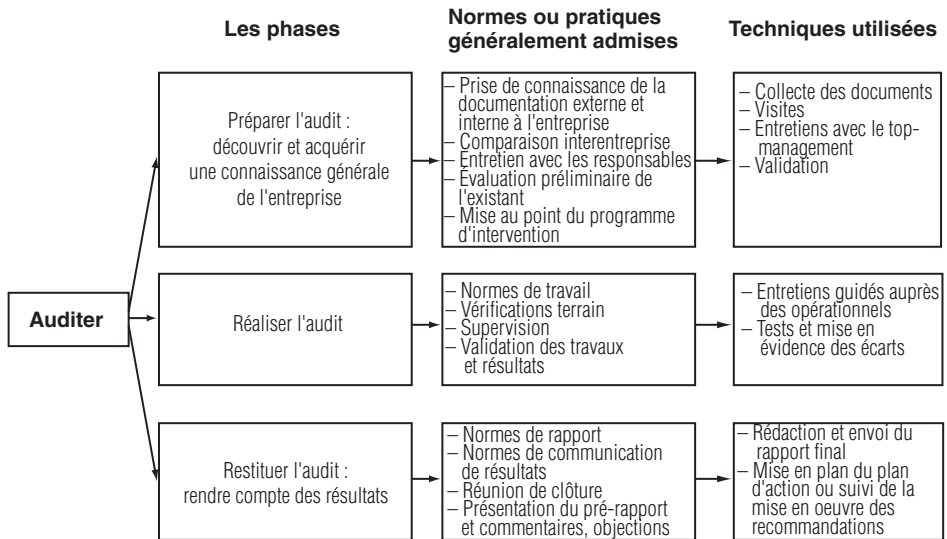 Les phases
Normes ou pratiques
généralement admises
Techniques utilisées
Auditer
Préparer l'audit :
découvrir et acquérir
une connaissance générale
de l'entreprise
– Prise de connaissance de la
documentation externe et
interne à l'entreprise
– Comparaison interentreprise
– Entretien avec les responsables
– Évaluation préliminaire de
l'existant
– Mise au point du programme
d'intervention
– Collecte des documents
– Visites
– Entretiens avec le top-
management
– Validation
Réaliser l'audit
– Normes de travail
– Vérifications terrain
– Supervision
– Validation des travaux
et résultats
– Entretiens guidés auprès
des opérationnels
– Tests et mise en
évidence des écarts
Restituer l'audit :
rendre compte des résultats
– Normes de rapport
– Normes de communication
de résultats
– Réunion de clôture
– Présentation du pré-rapport
et commentaires, objections
– Rédaction et envoi du
rapport final
– Mise en plan du plan
d'action ou suivi de la
mise en oeuvre des
recommandations